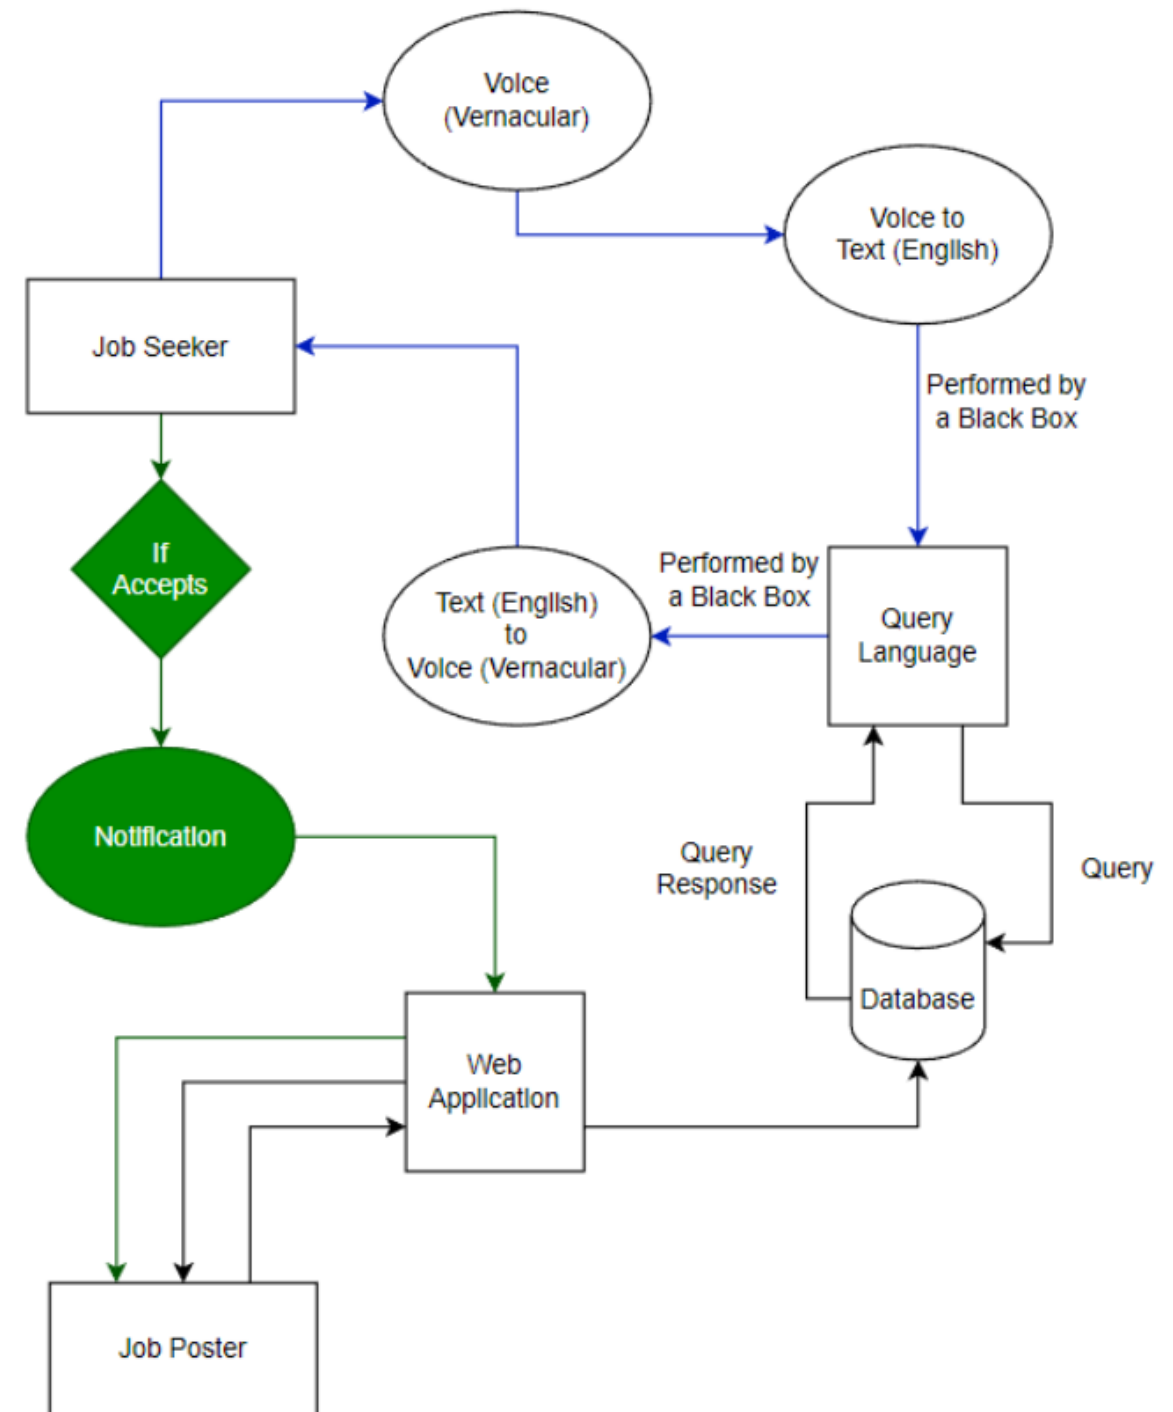 Voice
(Vernacular)
Voice to
Text (English)
Job Seeker
Performed by
a Black Box
If
Accepts
Performed by
a Black Box
Text (English)
to
Voice (Vernacular)
Query
Language
Notification
Query
Response
Query
Database
Web
Application
Job Poster